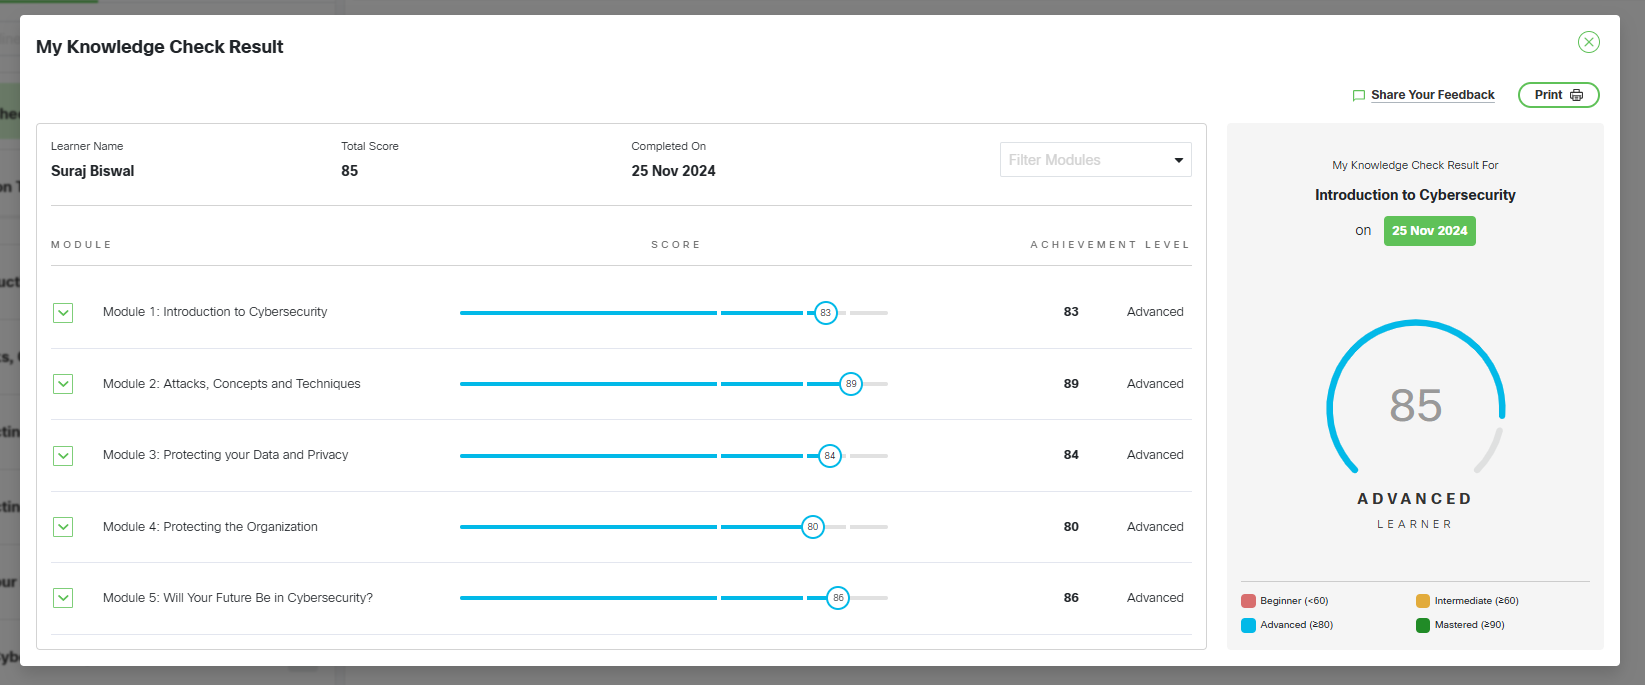 My Knowledge Check Result
Share Your Feedback
Print
Learner Name
Total Score
Completed On
Suraj Biswal
85
25 Nov 2024
Filter Modules
MODULE
SCORE
ACHIEVEMENT LEVEL
Module 1: Introduction to Cybersecurity
83
83
Advanced
Module 2: Attacks, Concepts and Techniques
89
89
Advanced
Module 3: Protecting your Data and Privacy
84
84
Advanced
Module 4: Protecting the Organization
80
80
Advanced
Module 5: Will Your Future Be in Cybersecurity?
86
86
Advanced
My Knowledge Check Result For
Introduction to Cybersecurity
on 25 Nov 2024
85
ADVANCED
LEARNER
Beginner (<60)
Intermediate (≥60)
Advanced (≥80)
Mastered (≥90)